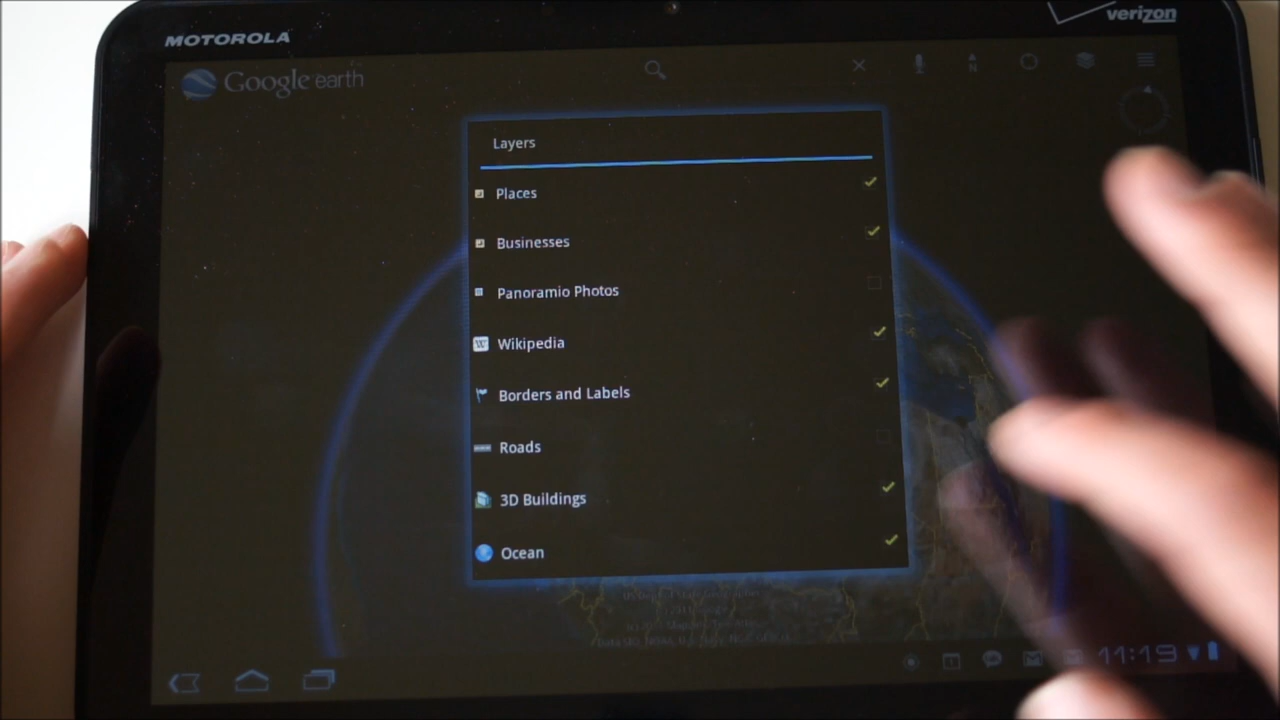 MOTOROLA
verizon
Google earth
Layers
Places
Businesses
Panoramio Photos
Wikipedia
Borders and Labels
Roads
3D Buildings
Ocean
11:19